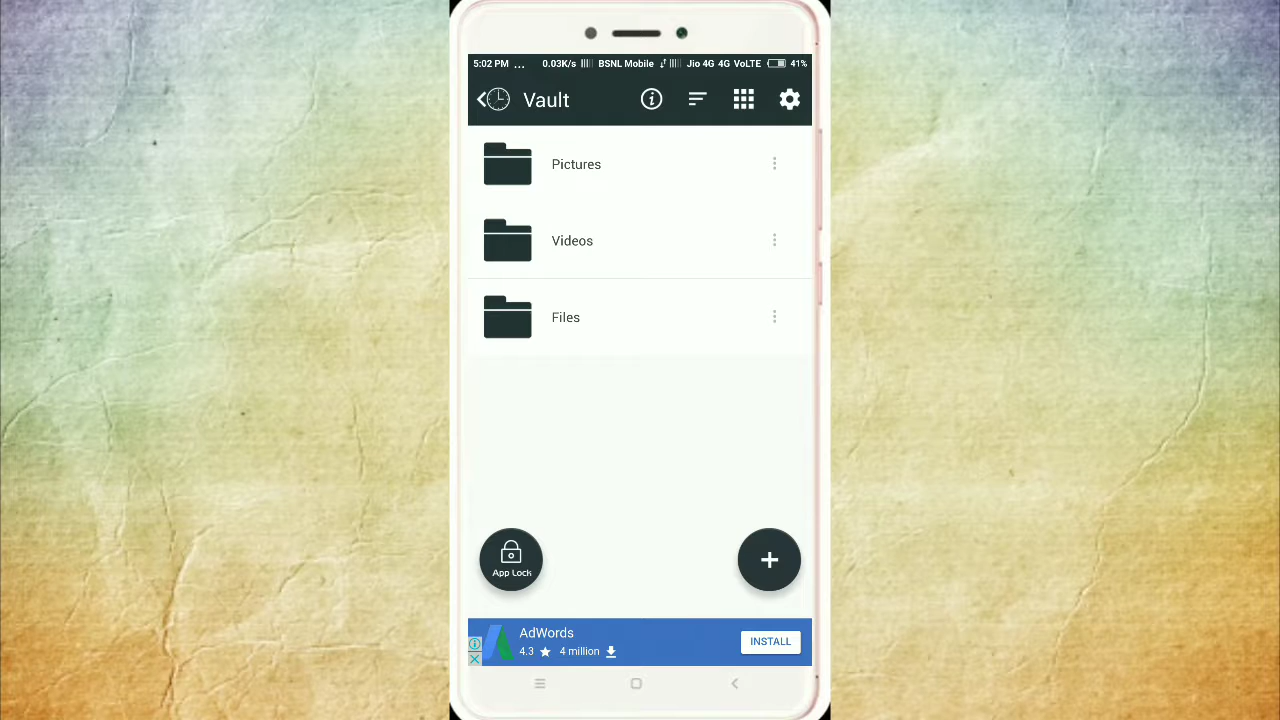 5:02 PM ... 0.03K/s BSNL Mobile Jio 4G 4G VoLTE 41%
Vault
Pictures
Videos
Files
App Lock
AdWords
4.3 ★ 4 million
INSTALL